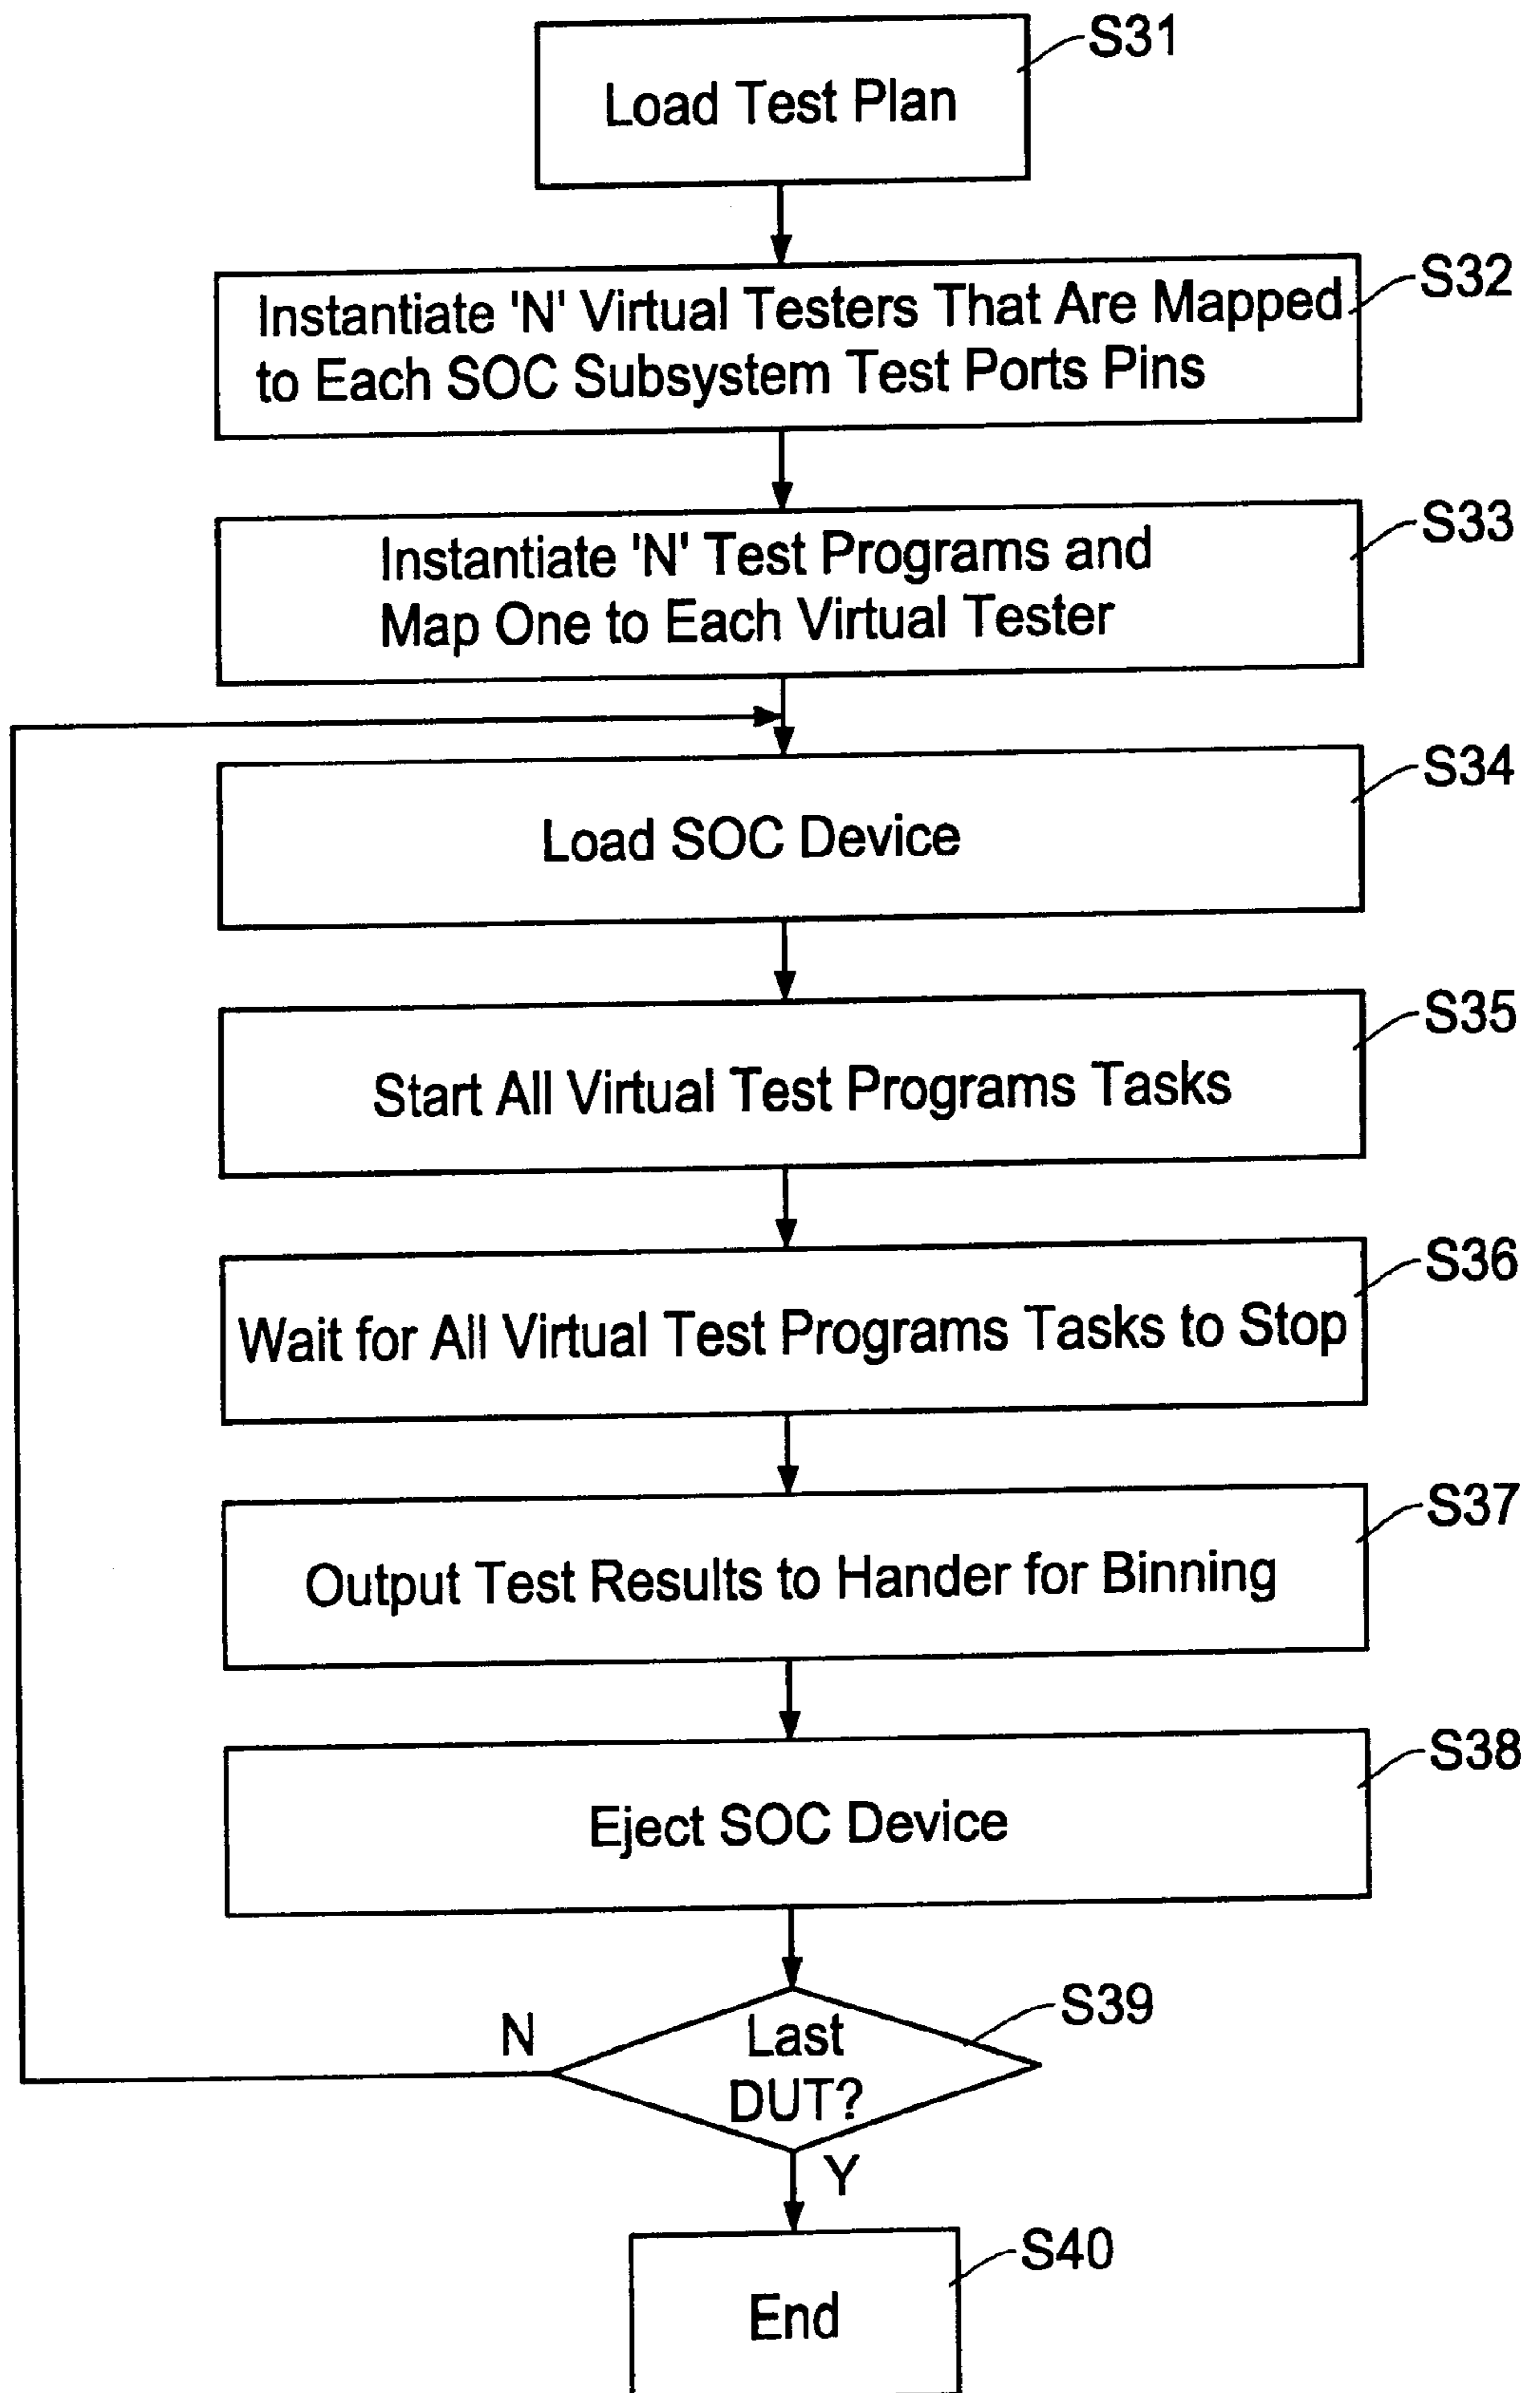 S31
Load Test Plan
S32
Instantiate 'N' Virtual Testers That Are Mapped
to Each SOC Subsystem Test Ports Pins
S33
Instantiate 'N' Test Programs and
Map One to Each Virtual Tester
S34
Load SOC Device
S35
Start All Virtual Test Programs Tasks
S36
Wait for All Virtual Test Programs Tasks to Stop
S37
Output Test Results to Hander for Binning
S38
Eject SOC Device
S39
N
Last
DUT?
Y
S40
End